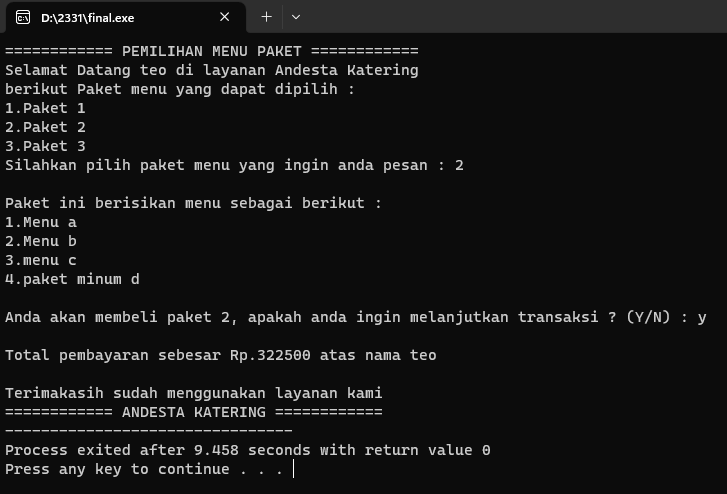 D:\2331\final.exe
============ PEMILIHAN MENU PAKET ============
Selamat Datang teo di layanan Andesta Katering
berikut Paket menu yang dapat dipilih :
1.Paket 1
2.Paket 2
3.Paket 3
Silahkan pilih paket menu yang ingin anda pesan : 2
Paket ini berisikan menu sebagai berikut :
1.Menu a
2.Menu b
3.menu c
4.paket minum d
Anda akan membeli paket 2, apakah anda ingin melanjutkan transaksi ? (Y/N) : y
Total pembayaran sebesar Rp.322500 atas nama teo
Terimakasih sudah menggunakan layanan kami
============ ANDESTA KATERING ============
--------------------------------
Process exited after 9.458 seconds with return value 0
Press any key to continue . . .